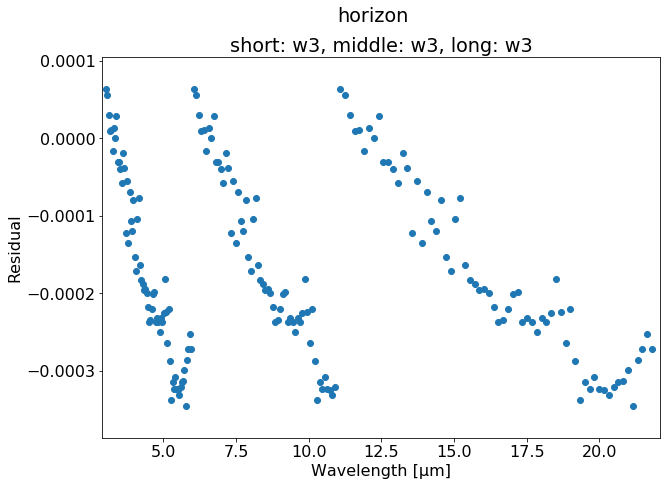 horizon
short: w3, middle: w3, long: w3
0.0001
0.0000
−0.0001
−0.0002
−0.0003
Residual
5.0 7.5 10.0 12.5 15.0 17.5 20.0
Wavelength [μm]